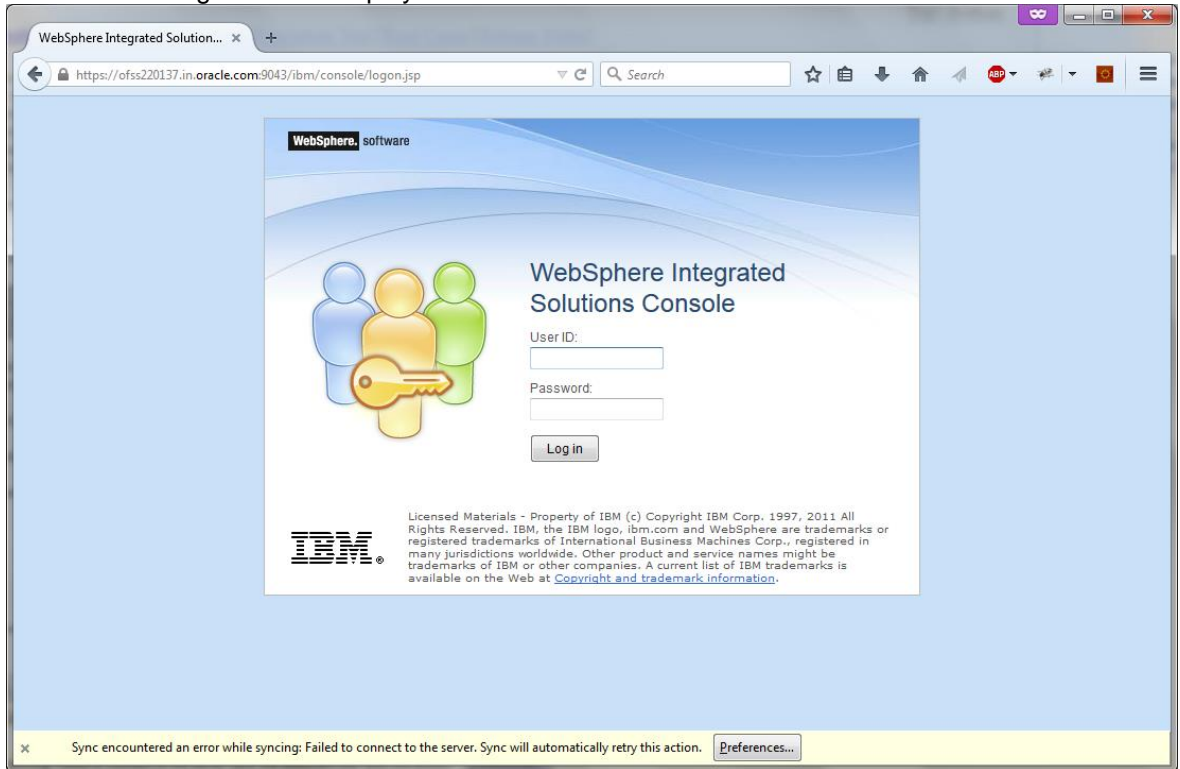 WebSphere Integrated Solution...
https://ofss220137.in.oracle.com:9043/ibm/console/logon.jsp
Search
ABP
WebSphere. software
WebSphere Integrated
Solutions Console
User ID:
Password:
Log in
IBM®
Licensed Materials - Property of IBM (c) Copyright IBM Corp. 1997, 2011 All
Rights Reserved. IBM, the IBM logo, ibm.com and WebSphere are trademarks or
registered trademarks of International Business Machines Corp., registered in
many jurisdictions worldwide. Other product and service names might be
trademarks of IBM or other companies. A current list of IBM trademarks is
available on the Web at Copyright and trademark information.
Sync encountered an error while syncing: Failed to connect to the server. Sync will automatically retry this action.
Preferences...